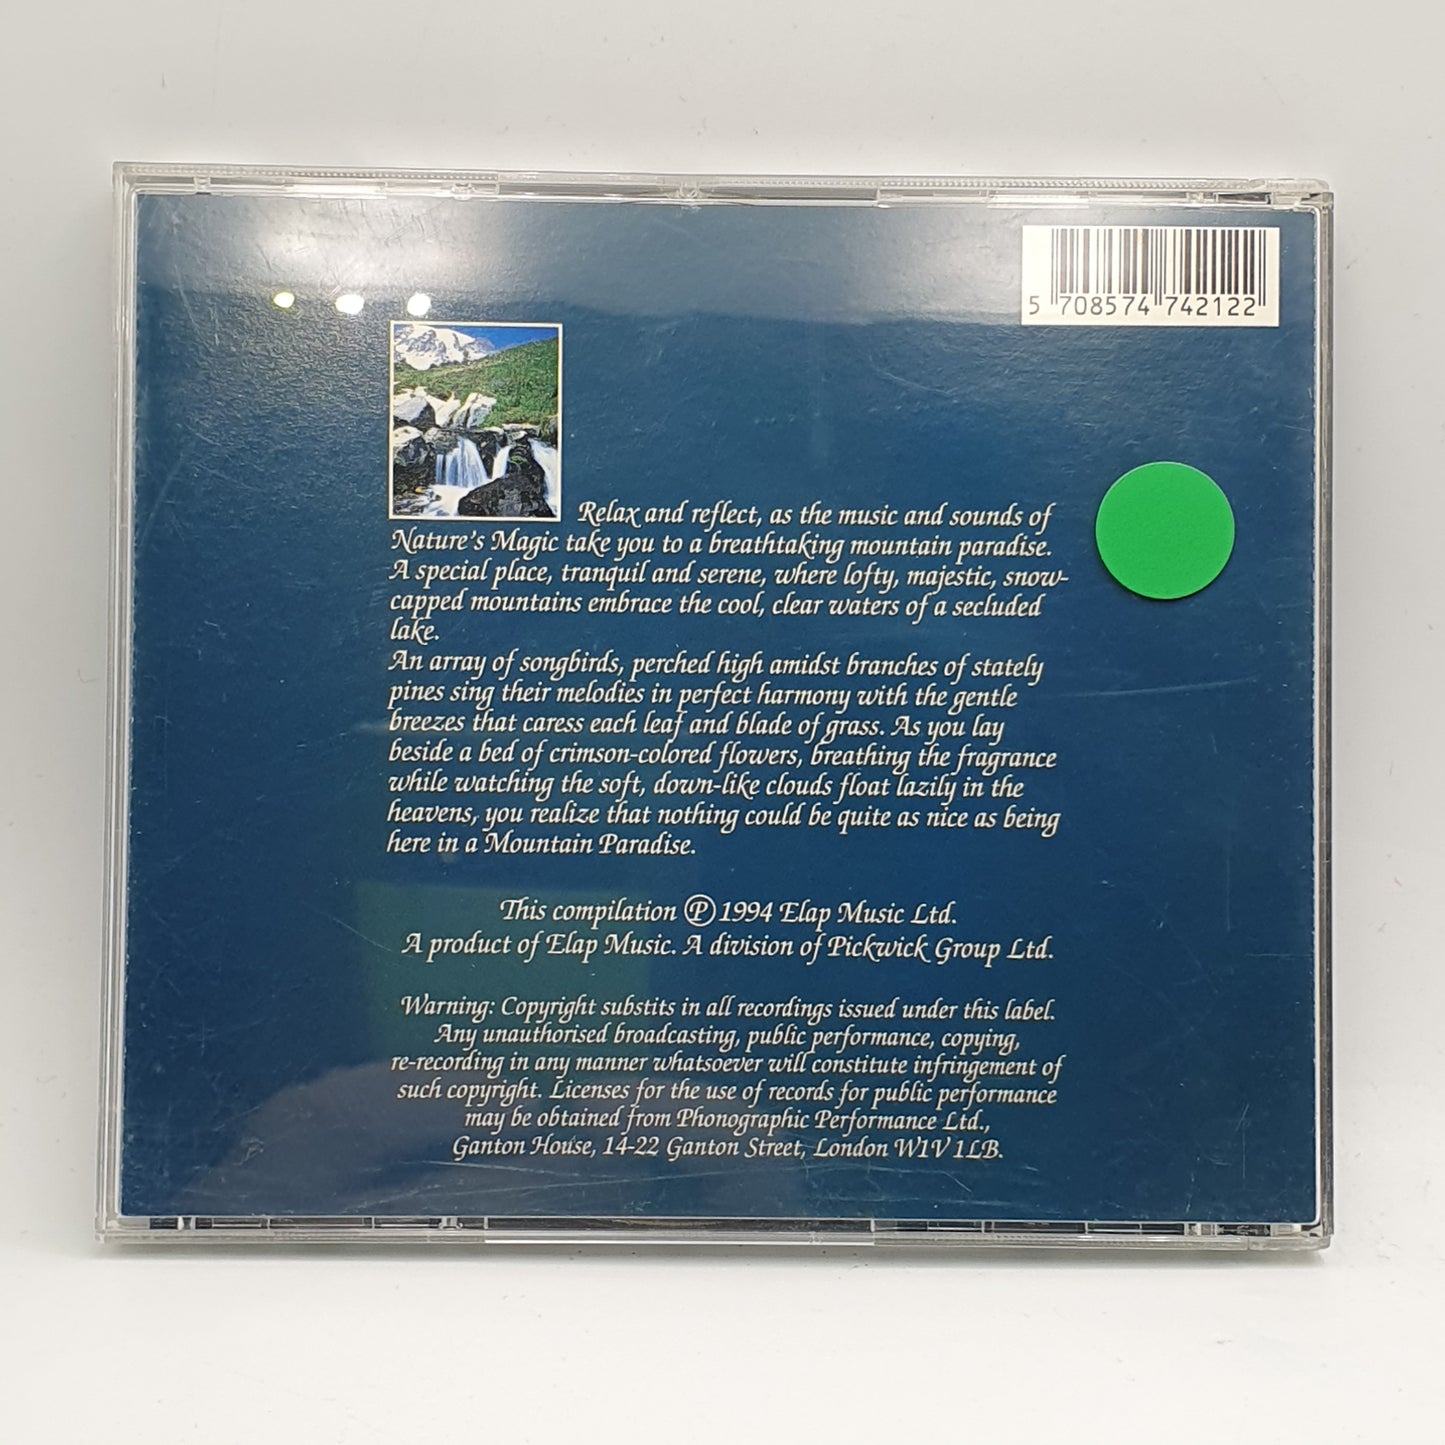 5 708574 742122
Relax and reflect, as the music and sounds of
Nature's Magic take you to a breathtaking mountain paradise.
A special place, tranquil and serene, where lofty, majestic, snow-
capped mountains embrace the cool, clear waters of a secluded
lake.
An array of songbirds, perched high amidst branches of stately
pines sing their melodies in perfect harmony with the gentle
breezes that caress each leaf and blade of grass. As you lay
beside a bed of crimson-colored flowers, breathing the fragrance
while watching the soft, down-like clouds float lazily in the
heavens, you realize that nothing could be quite as nice as being
here in a Mountain Paradise.
This compilation Ⓟ 1994 Elap Music Ltd.
A product of Elap Music. A division of Pickwick Group Ltd.
Warning: Copyright substits in all recordings issued under this label.
Any unauthorised broadcasting, public performance, copying,
re-recording in any manner whatsoever will constitute infringement of
such copyright. Licenses for the use of records for public performance
may be obtained from Phonographic Performance Ltd.,
Ganton House, 14-22 Ganton Street, London W1V 1LB.